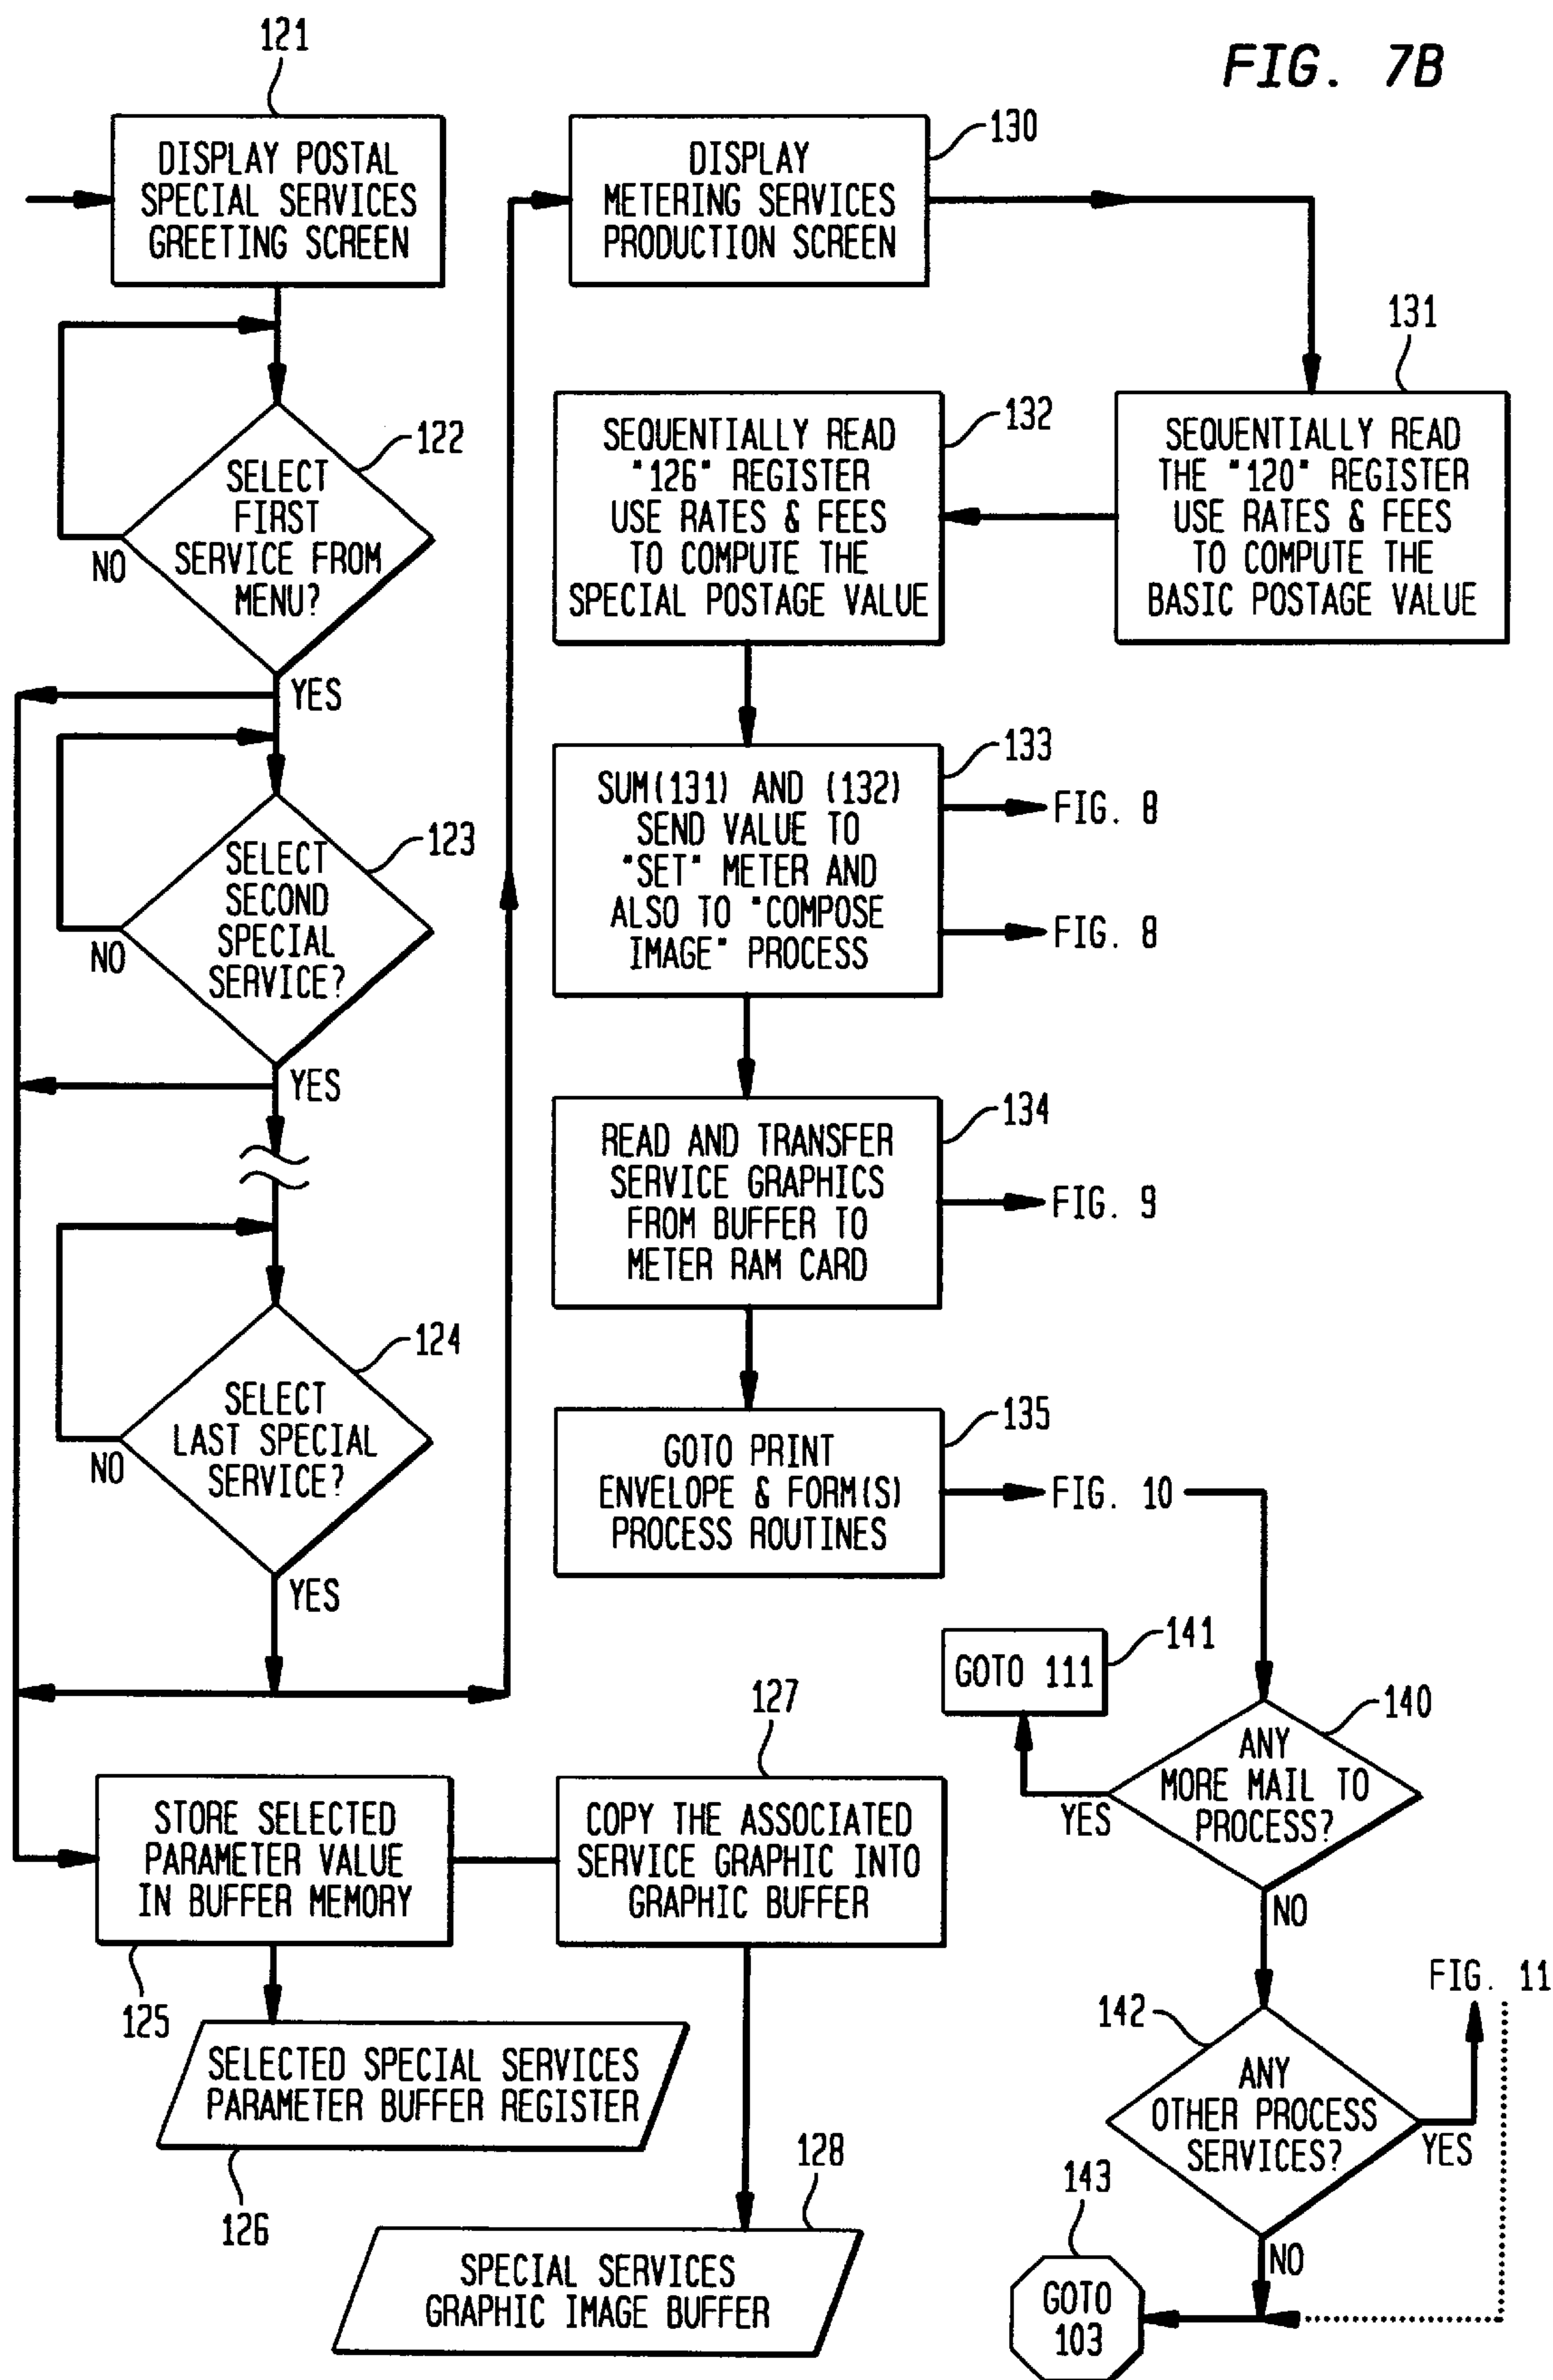 FIG. 7B
121
DISPLAY POSTAL
SPECIAL SERVICES
GREETING SCREEN
122
SELECT
FIRST
SERVICE FROM
MENU?
NO
YES
123
SELECT
SECOND
SPECIAL
SERVICE?
NO
YES
124
SELECT
LAST SPECIAL
SERVICE?
NO
YES
STORE SELECTED
PARAMETER VALUE
IN BUFFER MEMORY
125
SELECTED SPECIAL SERVICES
PARAMETER BUFFER REGISTER
126
127
COPY THE ASSOCIATED
SERVICE GRAPHIC INTO
GRAPHIC BUFFER
128
SPECIAL SERVICES
GRAPHIC IMAGE BUFFER
130
DISPLAY
METERING SERVICES
PRODUCTION SCREEN
131
SEQUENTIALLY READ
THE "120" REGISTER
USE RATES & FEES
TO COMPUTE THE
BASIC POSTAGE VALUE
132
SEQUENTIALLY READ
"126" REGISTER
USE RATES & FEES
TO COMPUTE THE
SPECIAL POSTAGE VALUE
133
SUM(131) AND (132)
SEND VALUE TO
"SET" METER AND
ALSO TO "COMPOSE
IMAGE" PROCESS
FIG. 8
FIG. 8
134
READ AND TRANSFER
SERVICE GRAPHICS
FROM BUFFER TO
METER RAM CARD
FIG. 9
135
GOTO PRINT
ENVELOPE & FORM(S)
PROCESS ROUTINES
FIG. 10
141
GOTO 111
140
ANY
MORE MAIL TO
PROCESS?
YES
NO
FIG. 11
142
ANY
OTHER PROCESS
SERVICES?
YES
NO
143
GOTO
103